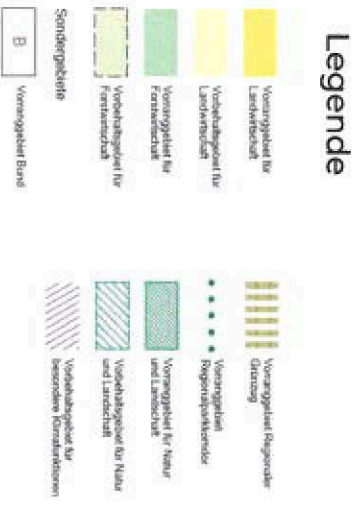 Legende
Vorranggebiet für
Landwirtschaft
Vorbehaltsgebiet für
Landwirtschaft
Vorranggebiet für
Forstwirtschaft
Vorbehaltsgebiet für
Forstwirtschaft
Sondergebiete
B
Vorranggebiet Bund
Vorranggebiet Regionaler
Grünzug
Vorranggebiet
Regionalparkkorridor
Vorranggebiet für Natur
und Landschaft
Vorbehaltsgebiet für Natur
und Landschaft
Vorbehaltsgebiet für
besondere Klimafunktionen